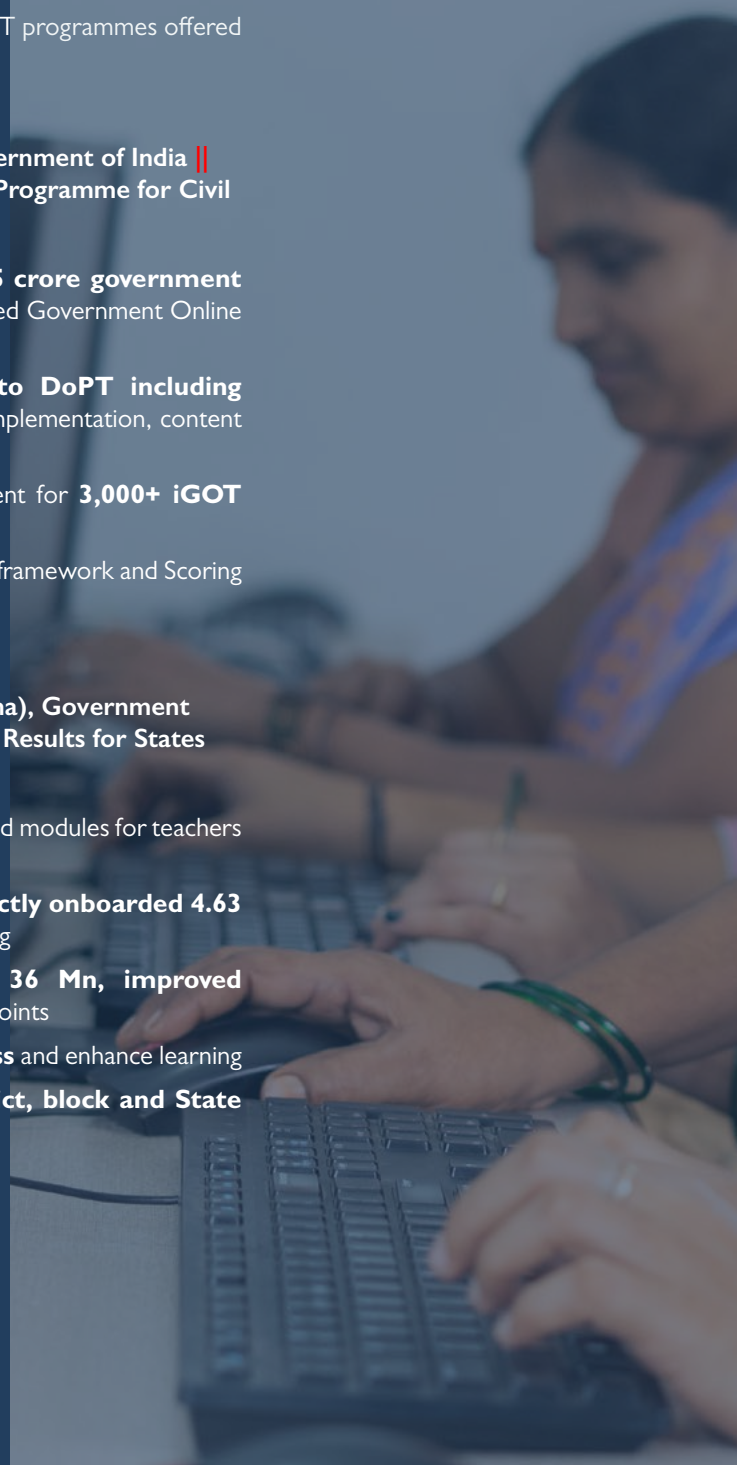 T programmes offered
ernment of India ||
Programme for Civil
crore government
ed Government Online
to DoPT including
nplementation, content
ent for 3,000+ iGOT
framework and Scoring
na), Government
Results for States
d modules for teachers
ctly onboarded 4.63
g
36 Mn, improved
oints
ss and enhance learning
ct, block and State